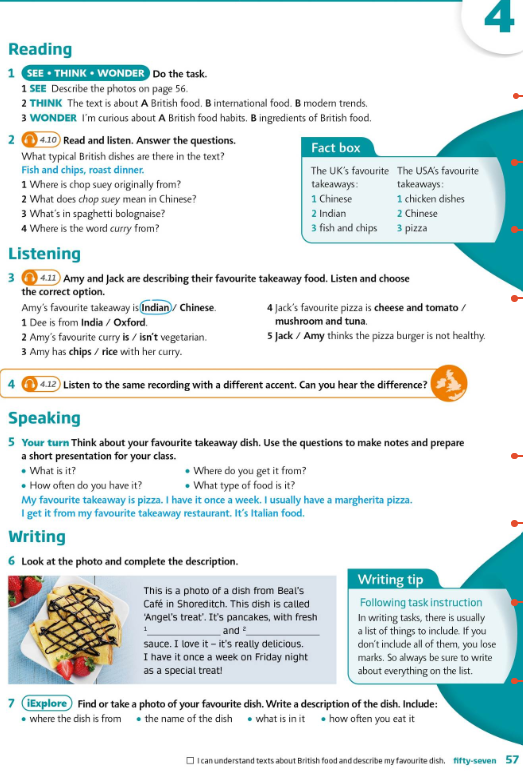 4
Reading
1 SEE • THINK • WONDER Do the task.
1 SEE Describe the photos on page 56.
2 THINK The text is about A British food. B international food. B modern trends.
3 WONDER I'm curious about A British food habits. B ingredients of British food.
2 4.10 Read and listen. Answer the questions.
What typical British dishes are there in the text?
Fish and chips, roast dinner.
1 Where is chop suey originally from?
2 What does chop suey mean in Chinese?
3 What's in spaghetti bolognaise?
4 Where is the word curry from?
Fact box
The UK's favourite takeaways:
1 Chinese
2 Indian
3 fish and chips
The USA's favourite takeaways:
1 chicken dishes
2 Chinese
3 pizza
Listening
3 4.11 Amy and Jack are describing their favourite takeaway food. Listen and choose
the correct option.
Amy's favourite takeaway is Indian / Chinese.
1 Dee is from India / Oxford.
2 Amy's favourite curry is / isn't vegetarian.
3 Amy has chips / rice with her curry.
4 Jack's favourite pizza is cheese and tomato /
mushroom and tuna.
5 Jack / Amy thinks the pizza burger is not healthy.
4 4.12 Listen to the same recording with a different accent. Can you hear the difference?
Speaking
5 Your turn Think about your favourite takeaway dish. Use the questions to make notes and prepare
a short presentation for your class.
• What is it? • Where do you get it from?
• How often do you have it? • What type of food is it?
My favourite takeaway is pizza. I have it once a week. I usually have a margherita pizza.
I get it from my favourite takeaway restaurant. It's Italian food.
Writing
6 Look at the photo and complete the description.
This is a photo of a dish from Beal's
Café in Shoreditch. This dish is called
'Angel's treat'. It's pancakes, with fresh
1____________ and 2____________
sauce. I love it – it's really delicious.
I have it once a week on Friday night
as a special treat!
Writing tip
Following task instruction
In writing tasks, there is usually
a list of things to include. If you
don't include all of them, you lose
marks. So always be sure to write
about everything on the list.
7 iExplore Find or take a photo of your favourite dish. Write a description of the dish. Include:
• where the dish is from • the name of the dish • what is in it • how often you eat it
☐ I can understand texts about British food and describe my favourite dish. fifty-seven 57